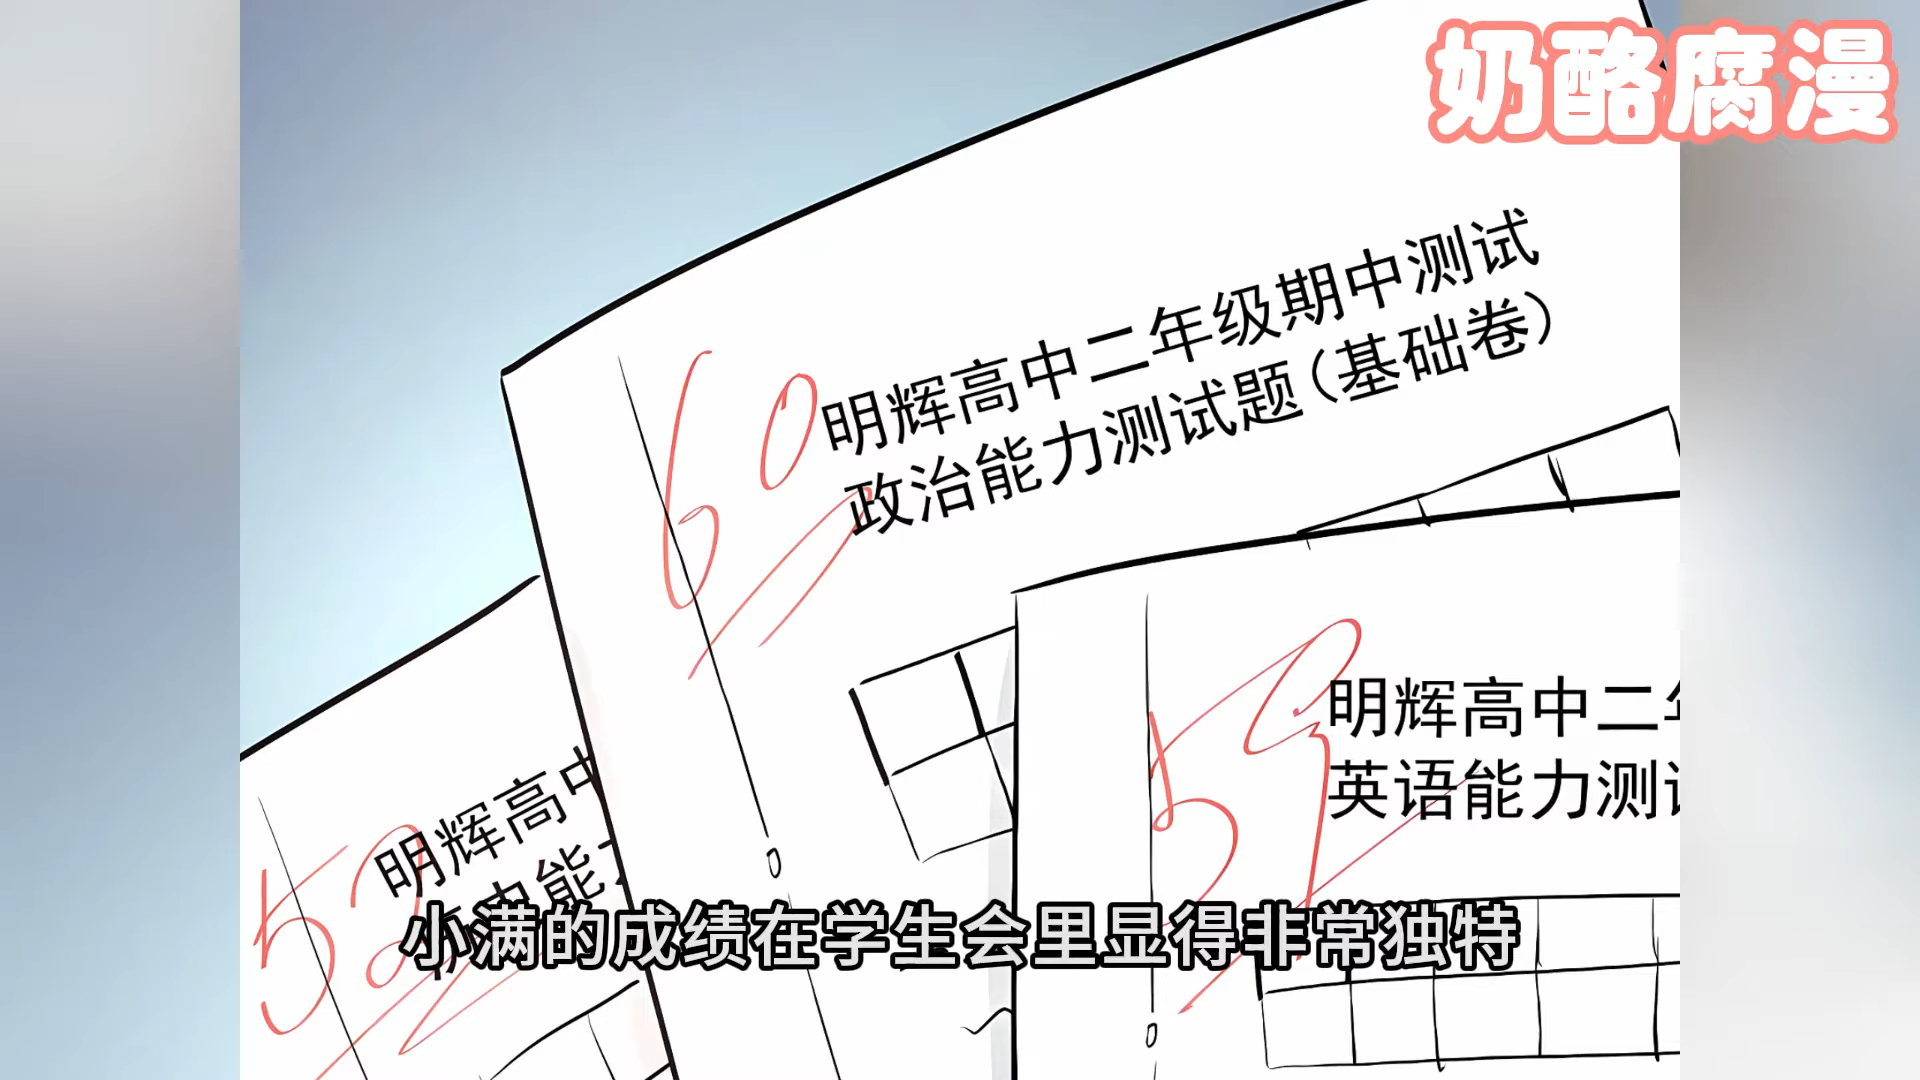 奶酪腐漫
60
明辉高中二年级期中测试
政治能力测试题(基础卷)
59
明辉高中二年
英语能力测试
52
明辉高中
小满的成绩在学生会里显得非常独特